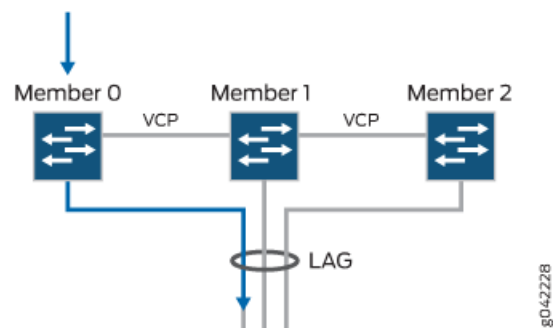 Member 0
Member 1
Member 2
VCP
VCP
LAG
g042228